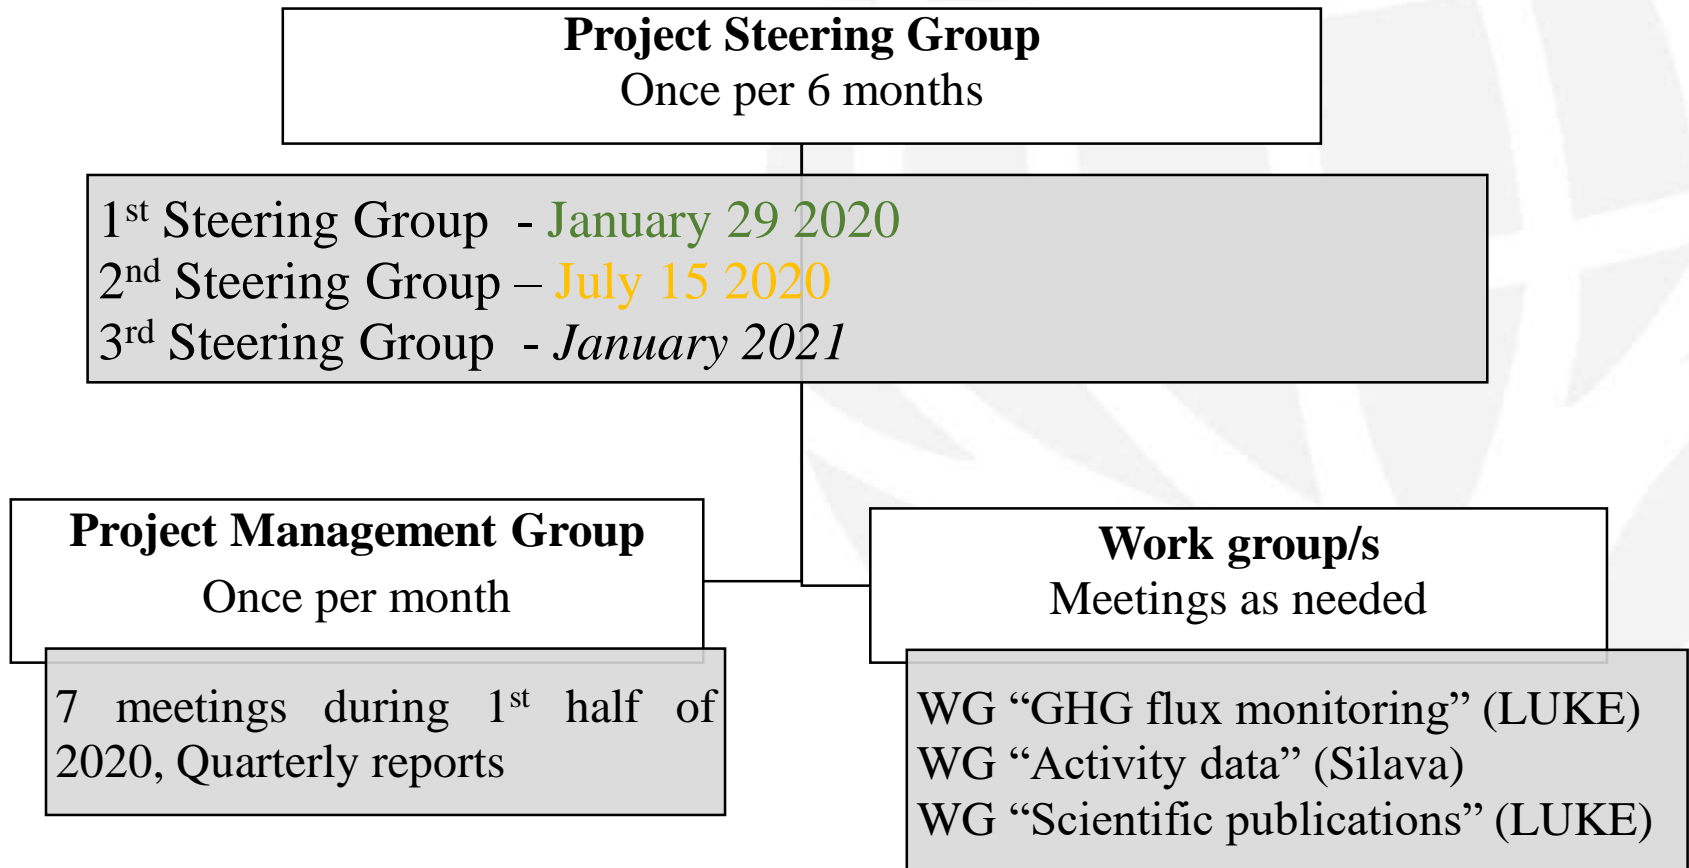 Project Steering Group
Once per 6 months
1st Steering Group - January 29 2020
2nd Steering Group – July 15 2020
3rd Steering Group - January 2021
Project Management Group
Once per month
7 meetings during 1st half of
2020, Quarterly reports
Work group/s
Meetings as needed
WG “GHG flux monitoring” (LUKE)
WG “Activity data” (Silava)
WG “Scientific publications” (LUKE)